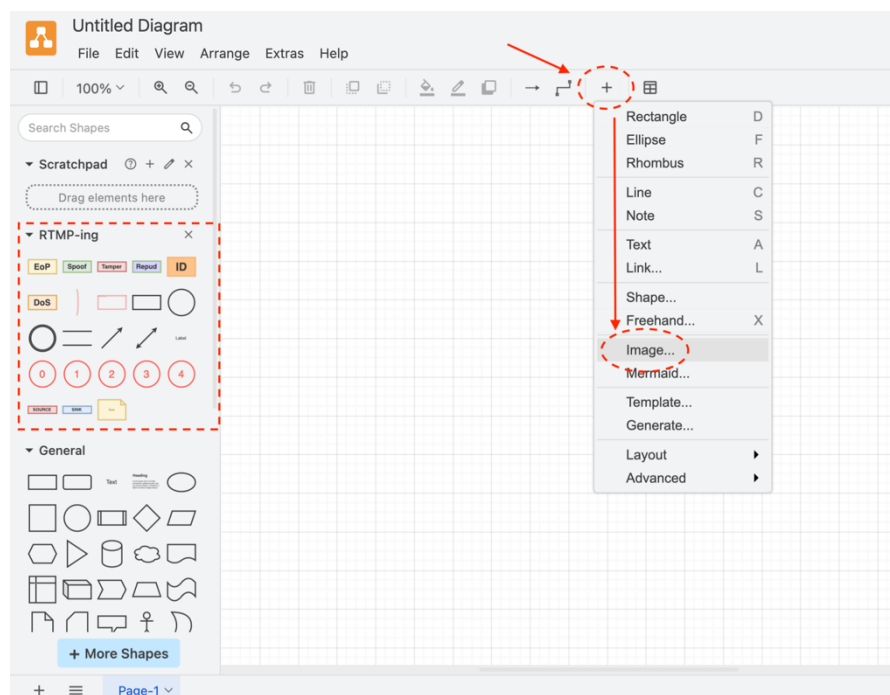 Untitled Diagram
File Edit View Arrange Extras Help
100%
Search Shapes
Scratchpad
Drag elements here
RTMP-ing
EoP Spoof Tamper Repud ID
DoS
Label
0 1 2 3 4
SOURCE SINK
General
Text Heading
+ More Shapes
Page-1
Rectangle D
Ellipse F
Rhombus R
Line C
Note S
Text A
Link... L
Shape...
Freehand... X
Image...
Mermaid...
Template...
Generate...
Layout
Advanced